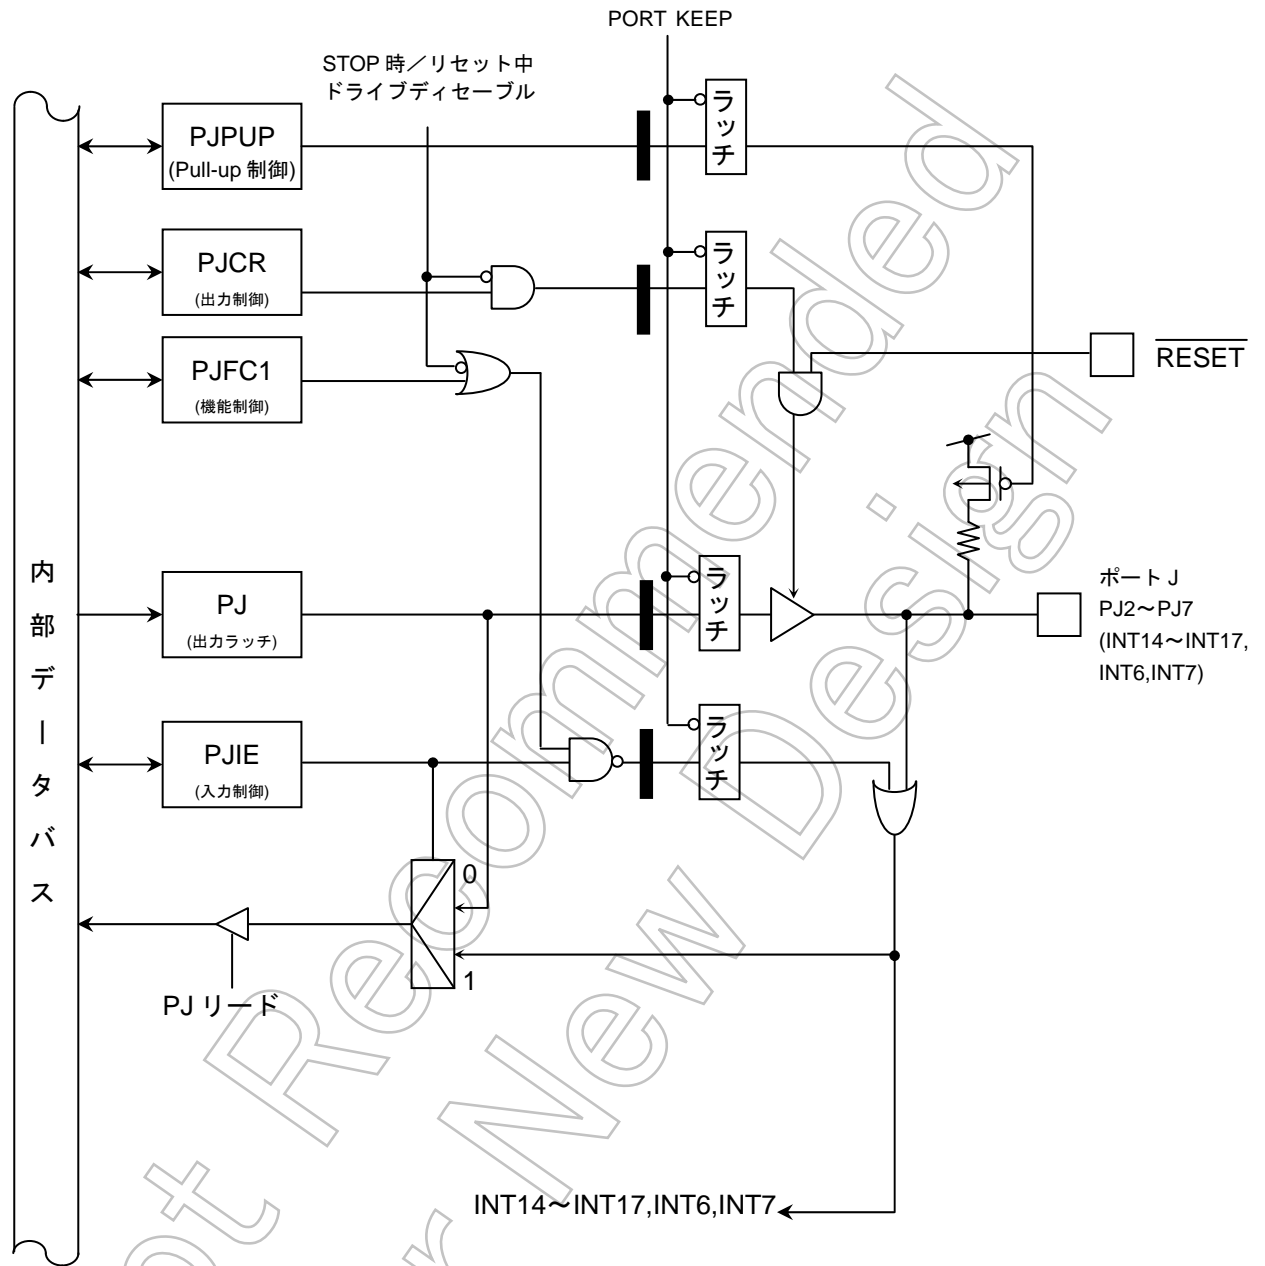 PORT KEEP
STOP 時／リセット中
ドライブディセーブル
PJPUP
(Pull-up 制御)
ラッチ
PJCR
(出力制御)
ラッチ
PJFC1
(機能制御)
RESET
内部データバス
PJ
(出力ラッチ)
ラッチ
ポート J
PJ2～PJ7
(INT14～INT17,
INT6,INT7)
PJIE
(入力制御)
ラッチ
0
1
PJ リード
INT14～INT17,INT6,INT7
Not Recommended
for New Design